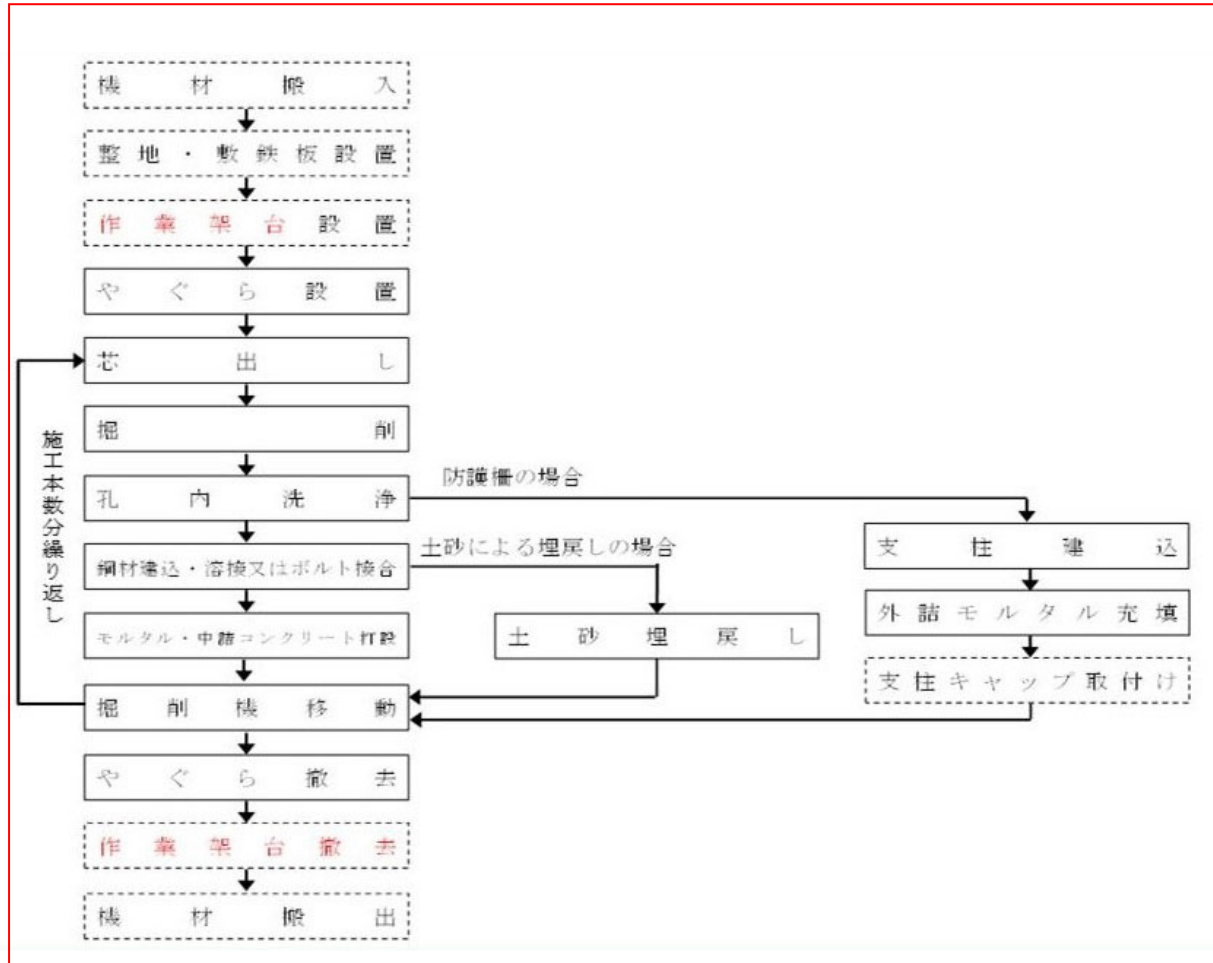 機材搬入
整地・敷鉄板設置
作業架台設置
やぐら設置
芯出し
掘削
孔内洗浄
鋼材建込・溶接又はボルト接合
モルタル・中詰コンクリート打設
掘削機移動
やぐら撤去
作業架台撤去
機材搬出
施工本数分繰り返し
土砂による埋戻しの場合
土砂埋戻し
防護柵の場合
支柱建込
外詰モルタル充填
支柱キャップ取付け